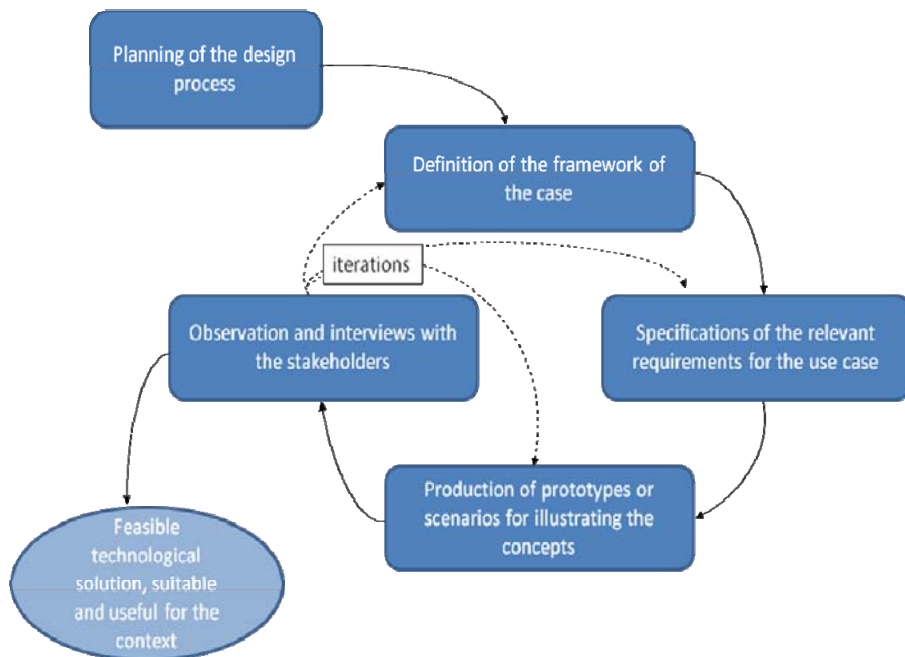 Planning of the design
process
Definition of the framework of
the case
iterations
Observation and interviews with
the stakeholders
Specifications of the relevant
requirements for the use case
Production of prototypes or
scenarios for illustrating the
concepts
Feasible
technological
solution, suitable
and useful for the
context